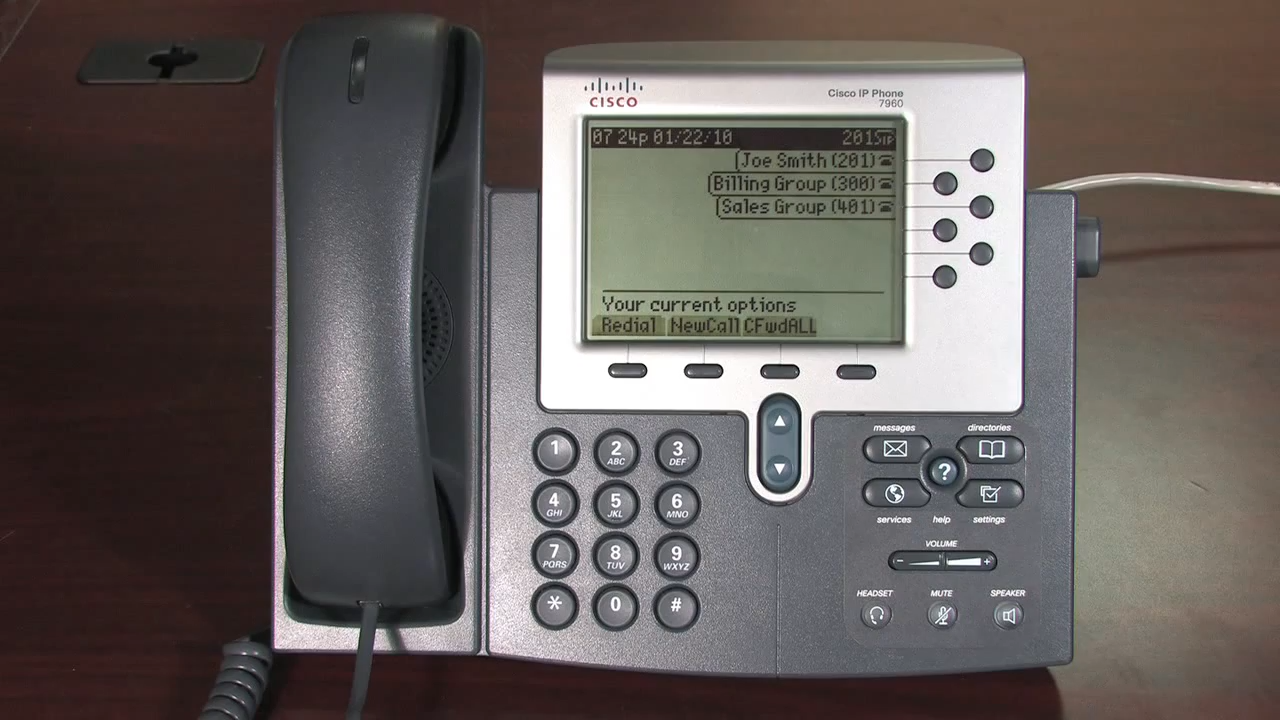 CISCO
Cisco IP Phone
7960
07 24p 01/22/10 201SIP
Joe Smith (201)
Billing Group (300)
Sales Group (401)
Your current options
Redial NewCall CFwdALL
messages directories
?
services help settings
1 2 ABC 3 DEF
4 GHI 5 JKL 6 MNO
7 PQRS 8 TUV 9 WXYZ
* 0 #
VOLUME
- +
HEADSET MUTE SPEAKER